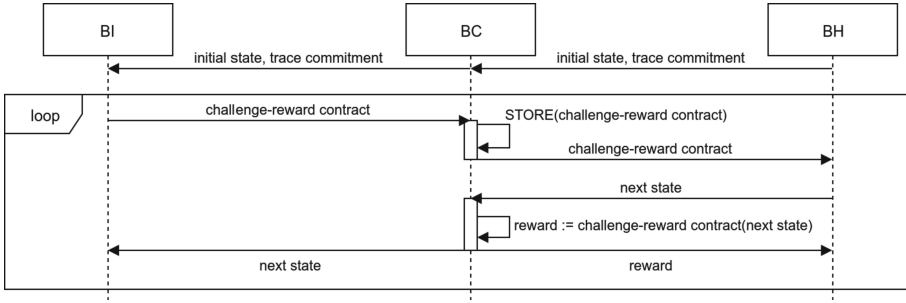 BI
BC
BH
initial state, trace commitment
initial state, trace commitment
loop
challenge-reward contract
STORE(challenge-reward contract)
challenge-reward contract
next state
reward := challenge-reward contract(next state)
next state
reward